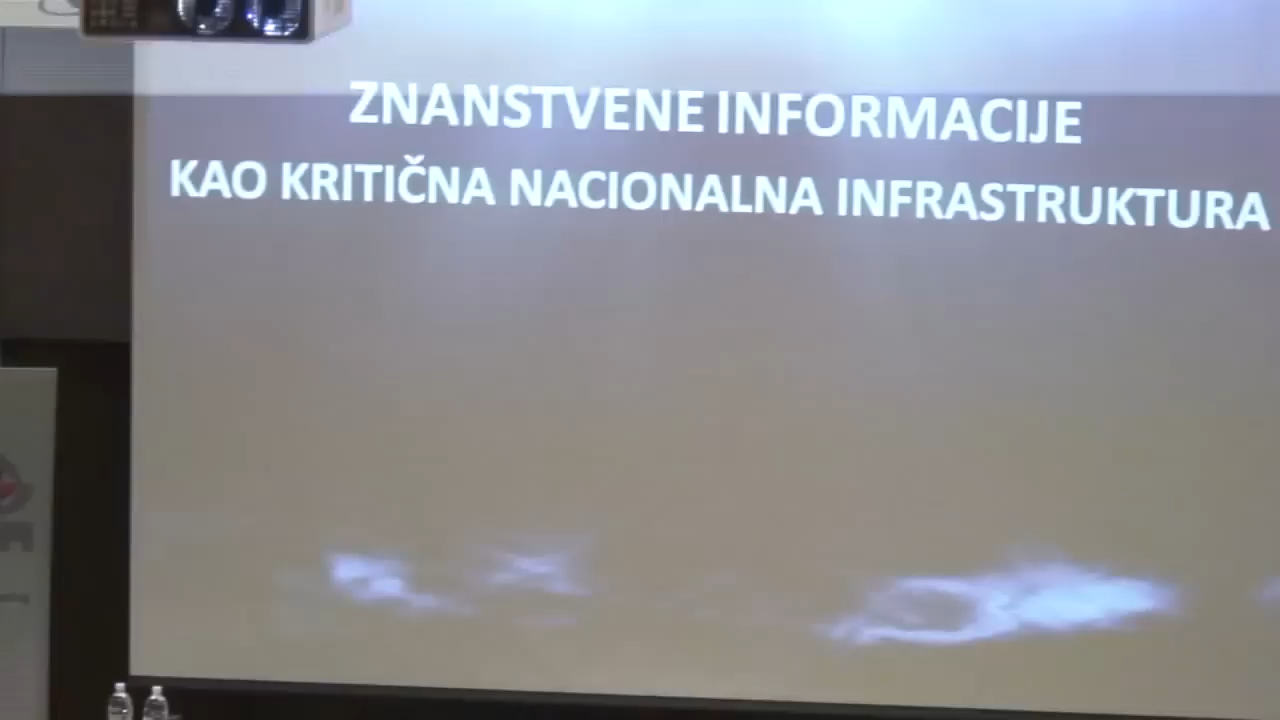 ZNANSTVENE INFORMACIJE
KAO KRITIČNA NACIONALNA INFRASTRUKTURA